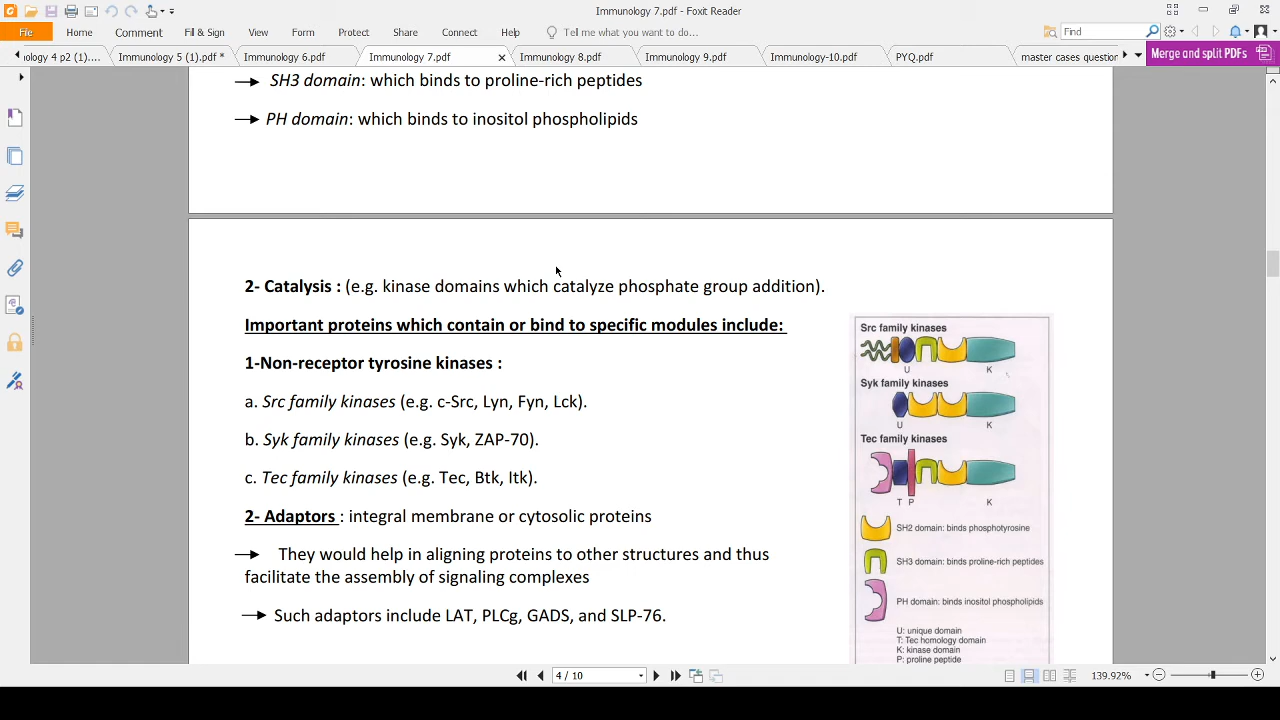 Immunology 7.pdf - Foxit Reader
File Home Comment View Form Protect Share Connect Help Tell me what you want to do... Find
Fill & Sign
ology 4 p2 (1).... Immunology 5 (1).pdf * Immunology 6.pdf Immunology 7.pdf Immunology 8.pdf Immunology 9.pdf Immunology-10.pdf PYQ.pdf master cases question
Merge and split PDFs
SH3 domain: which binds to proline-rich peptides
PH domain: which binds to inositol phospholipids
2- Catalysis : (e.g. kinase domains which catalyze phosphate group addition).
Important proteins which contain or bind to specific modules include:
1-Non-receptor tyrosine kinases :
a. Src family kinases (e.g. c-Src, Lyn, Fyn, Lck).
b. Syk family kinases (e.g. Syk, ZAP-70).
c. Tec family kinases (e.g. Tec, Btk, Itk).
2- Adaptors : integral membrane or cytosolic proteins
They would help in aligning proteins to other structures and thus
facilitate the assembly of signaling complexes
Such adaptors include LAT, PLCg, GADS, and SLP-76.
Src family kinases
U K
Syk family kinases
U K
Tec family kinases
T P K
SH2 domain: binds phosphotyrosine
SH3 domain: binds proline-rich peptides
PH domain: binds inositol phospholipids
U: unique domain
T: Tec homology domain
K: kinase domain
P: proline peptide
4 / 10
139.92%